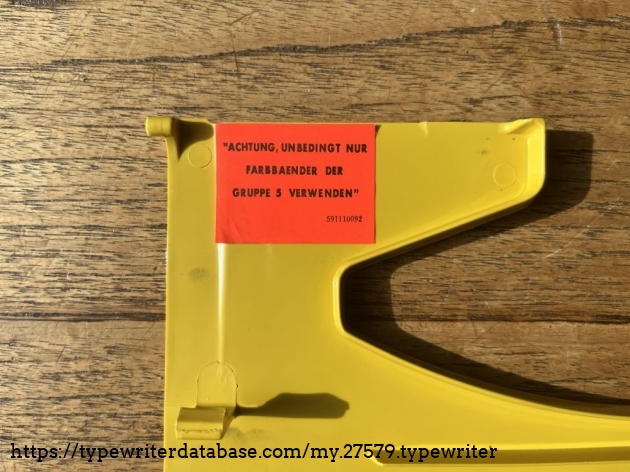 "ACHTUNG, UNBEDINGT NUR
FARBBAENDER DER
GRUPPE 5 VERWENDEN"
591110092
https://typewriterdatabase.com/my.27579.typewriter